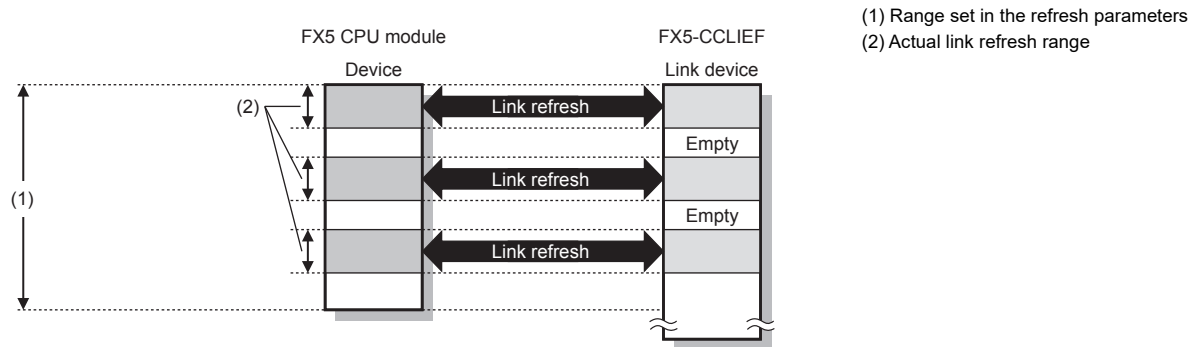 (1) Range set in the refresh parameters
(2) Actual link refresh range
FX5 CPU module
FX5-CCLIEF
Device
Link device
(2)
Link refresh
Empty
Link refresh
(1)
Empty
Link refresh